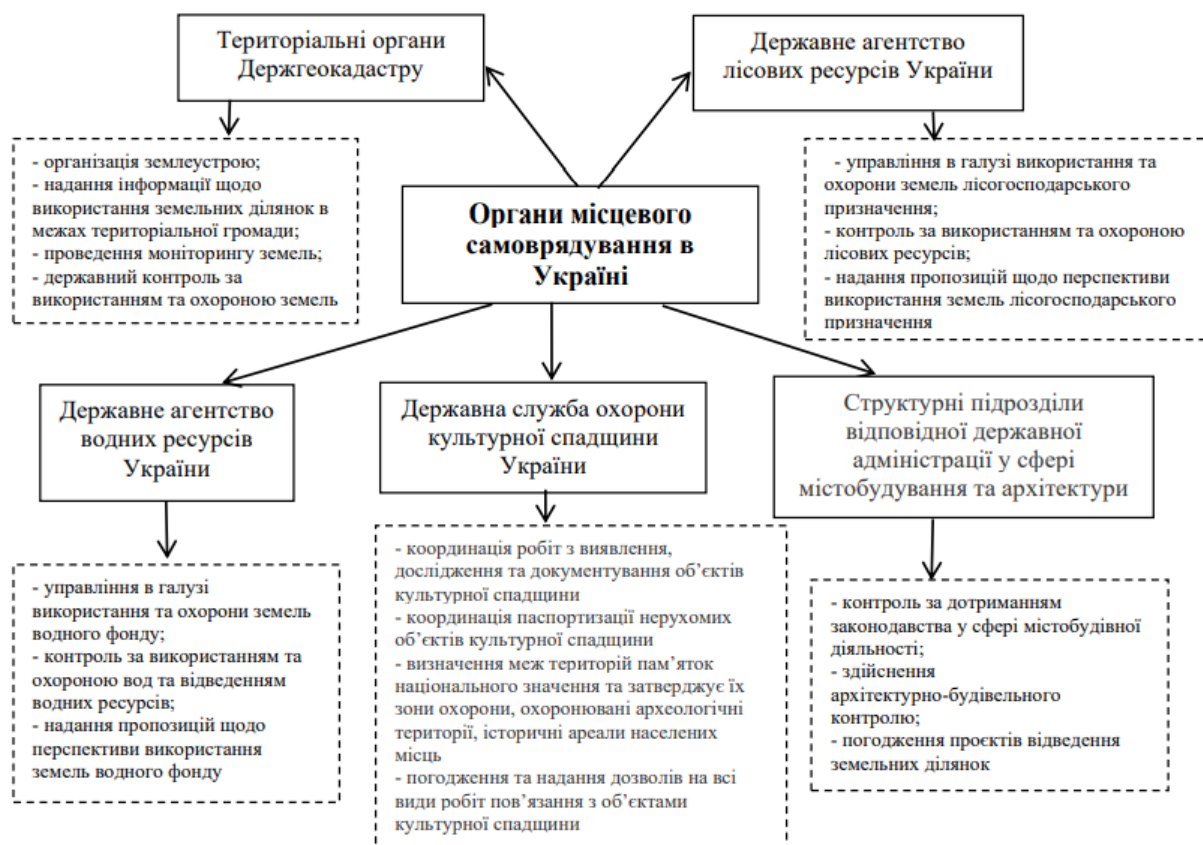 Територіальні органи
Держгеокадастру
Державне агентство
лісових ресурсів України
- організація землеустрою;
- надання інформації щодо
використання земельних ділянок в
межах територіальної громади;
- проведення моніторингу земель;
- державний контроль за
використанням та охороною земель
- управління в галузі використання та
охорони земель лісогосподарського
призначення;
- контроль за використанням та охороною
лісових ресурсів;
- надання пропозицій щодо перспективи
використання земель лісогосподарського
призначення
Органи місцевого
самоврядування в
Україні
Державне агентство
водних ресурсів
України
Державна служба охорони
культурної спадщини
України
Структурні підрозділи
відповідної державної
адміністрації у сфері
містобудування та архітектури
- управління в галузі
використання та охорони земель
водного фонду;
- контроль за використанням та
охороною вод та відведенням
водних ресурсів;
- надання пропозицій щодо
перспективи використання
земель водного фонду
- координація робіт з виявлення,
дослідження та документування об’єктів
культурної спадщини
- координація паспортизації нерухомих
об’єктів культурної спадщини
- визначення меж територій пам’яток
національного значення та затверджує їх
зони охорони, охоронювані археологічні
території, історичні ареали населених
місць
- погодження та надання дозволів на всі
види робіт пов’язання з об’єктами
культурної спадщини
- контроль за дотриманням
законодавства у сфері містобудівної
діяльності;
- здійснення
архітектурно-будівельного
контролю;
- погодження проєктів відведення
земельних ділянок